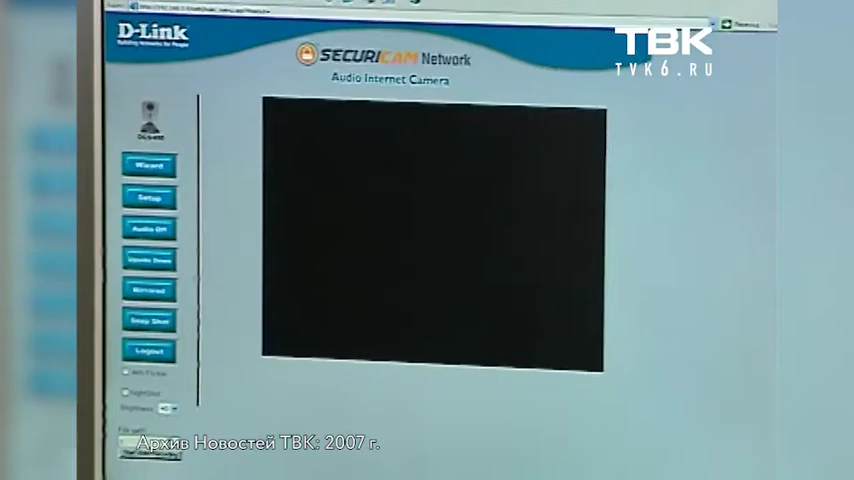 D-Link
Building Networks for People
SECURICAM Network
Audio Internet Camera
ТВК
TVK6.RU
Wizard
Setup
Audio Off
Upside Down
Mirrored
Snap Shot
Logout
Brightness
Архив Новостей ТВК: 2007 г.